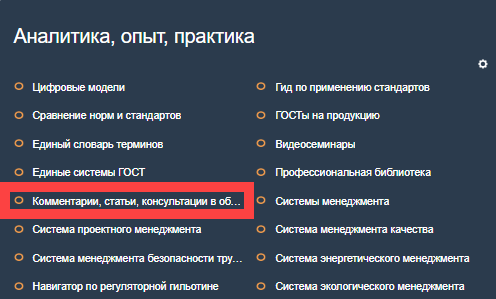 Аналитика, опыт, практика
Цифровые модели
Сравнение норм и стандартов
Единый словарь терминов
Единые системы ГОСТ
Комментарии, статьи, консультации в об...
Система проектного менеджмента
Система менеджмента безопасности тру...
Навигатор по регуляторной гильотине
Гид по применению стандартов
ГОСТы на продукцию
Видеосеминары
Профессиональная библиотека
Системы менеджмента
Система менеджмента качества
Система энергетического менеджмента
Система экологического менеджмента